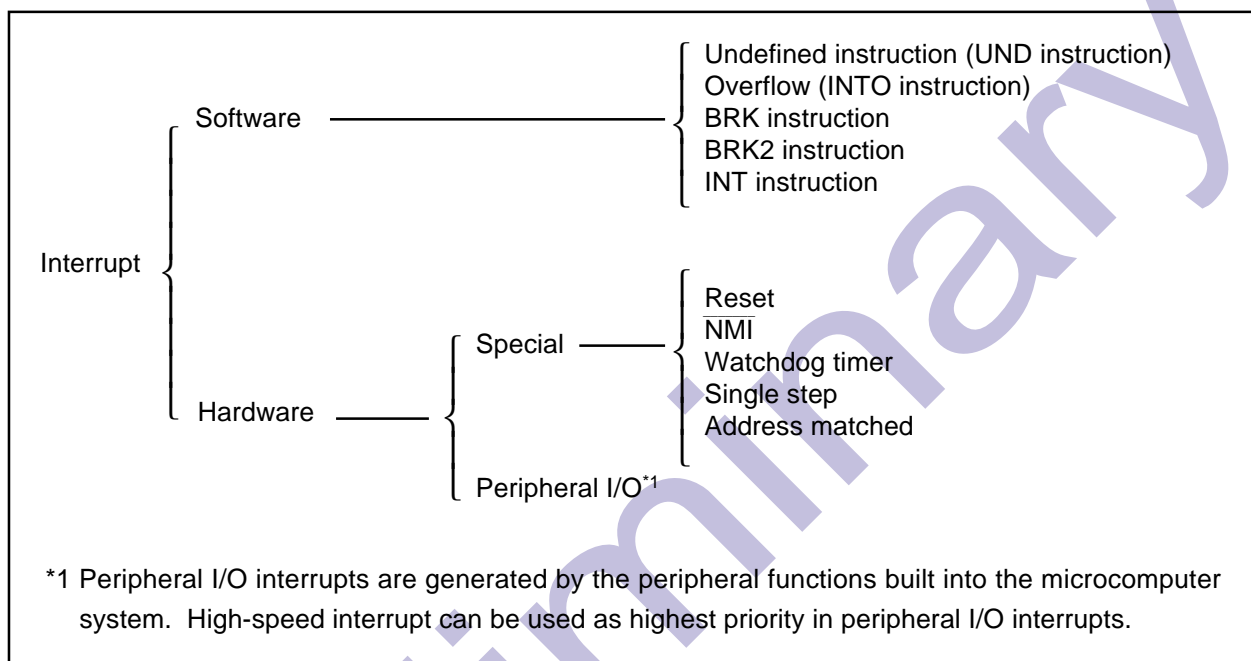 Undefined instruction (UND instruction)
Overflow (INTO instruction)
Software
BRK instruction
BRK2 instruction
INT instruction
Interrupt
Reset
NMI
Special
Watchdog timer
Single step
Hardware
Address matched
Peripheral I/O*1
*1 Peripheral I/O interrupts are generated by the peripheral functions built into the microcomputer
system. High-speed interrupt can be used as highest priority in peripheral I/O interrupts.
iminary